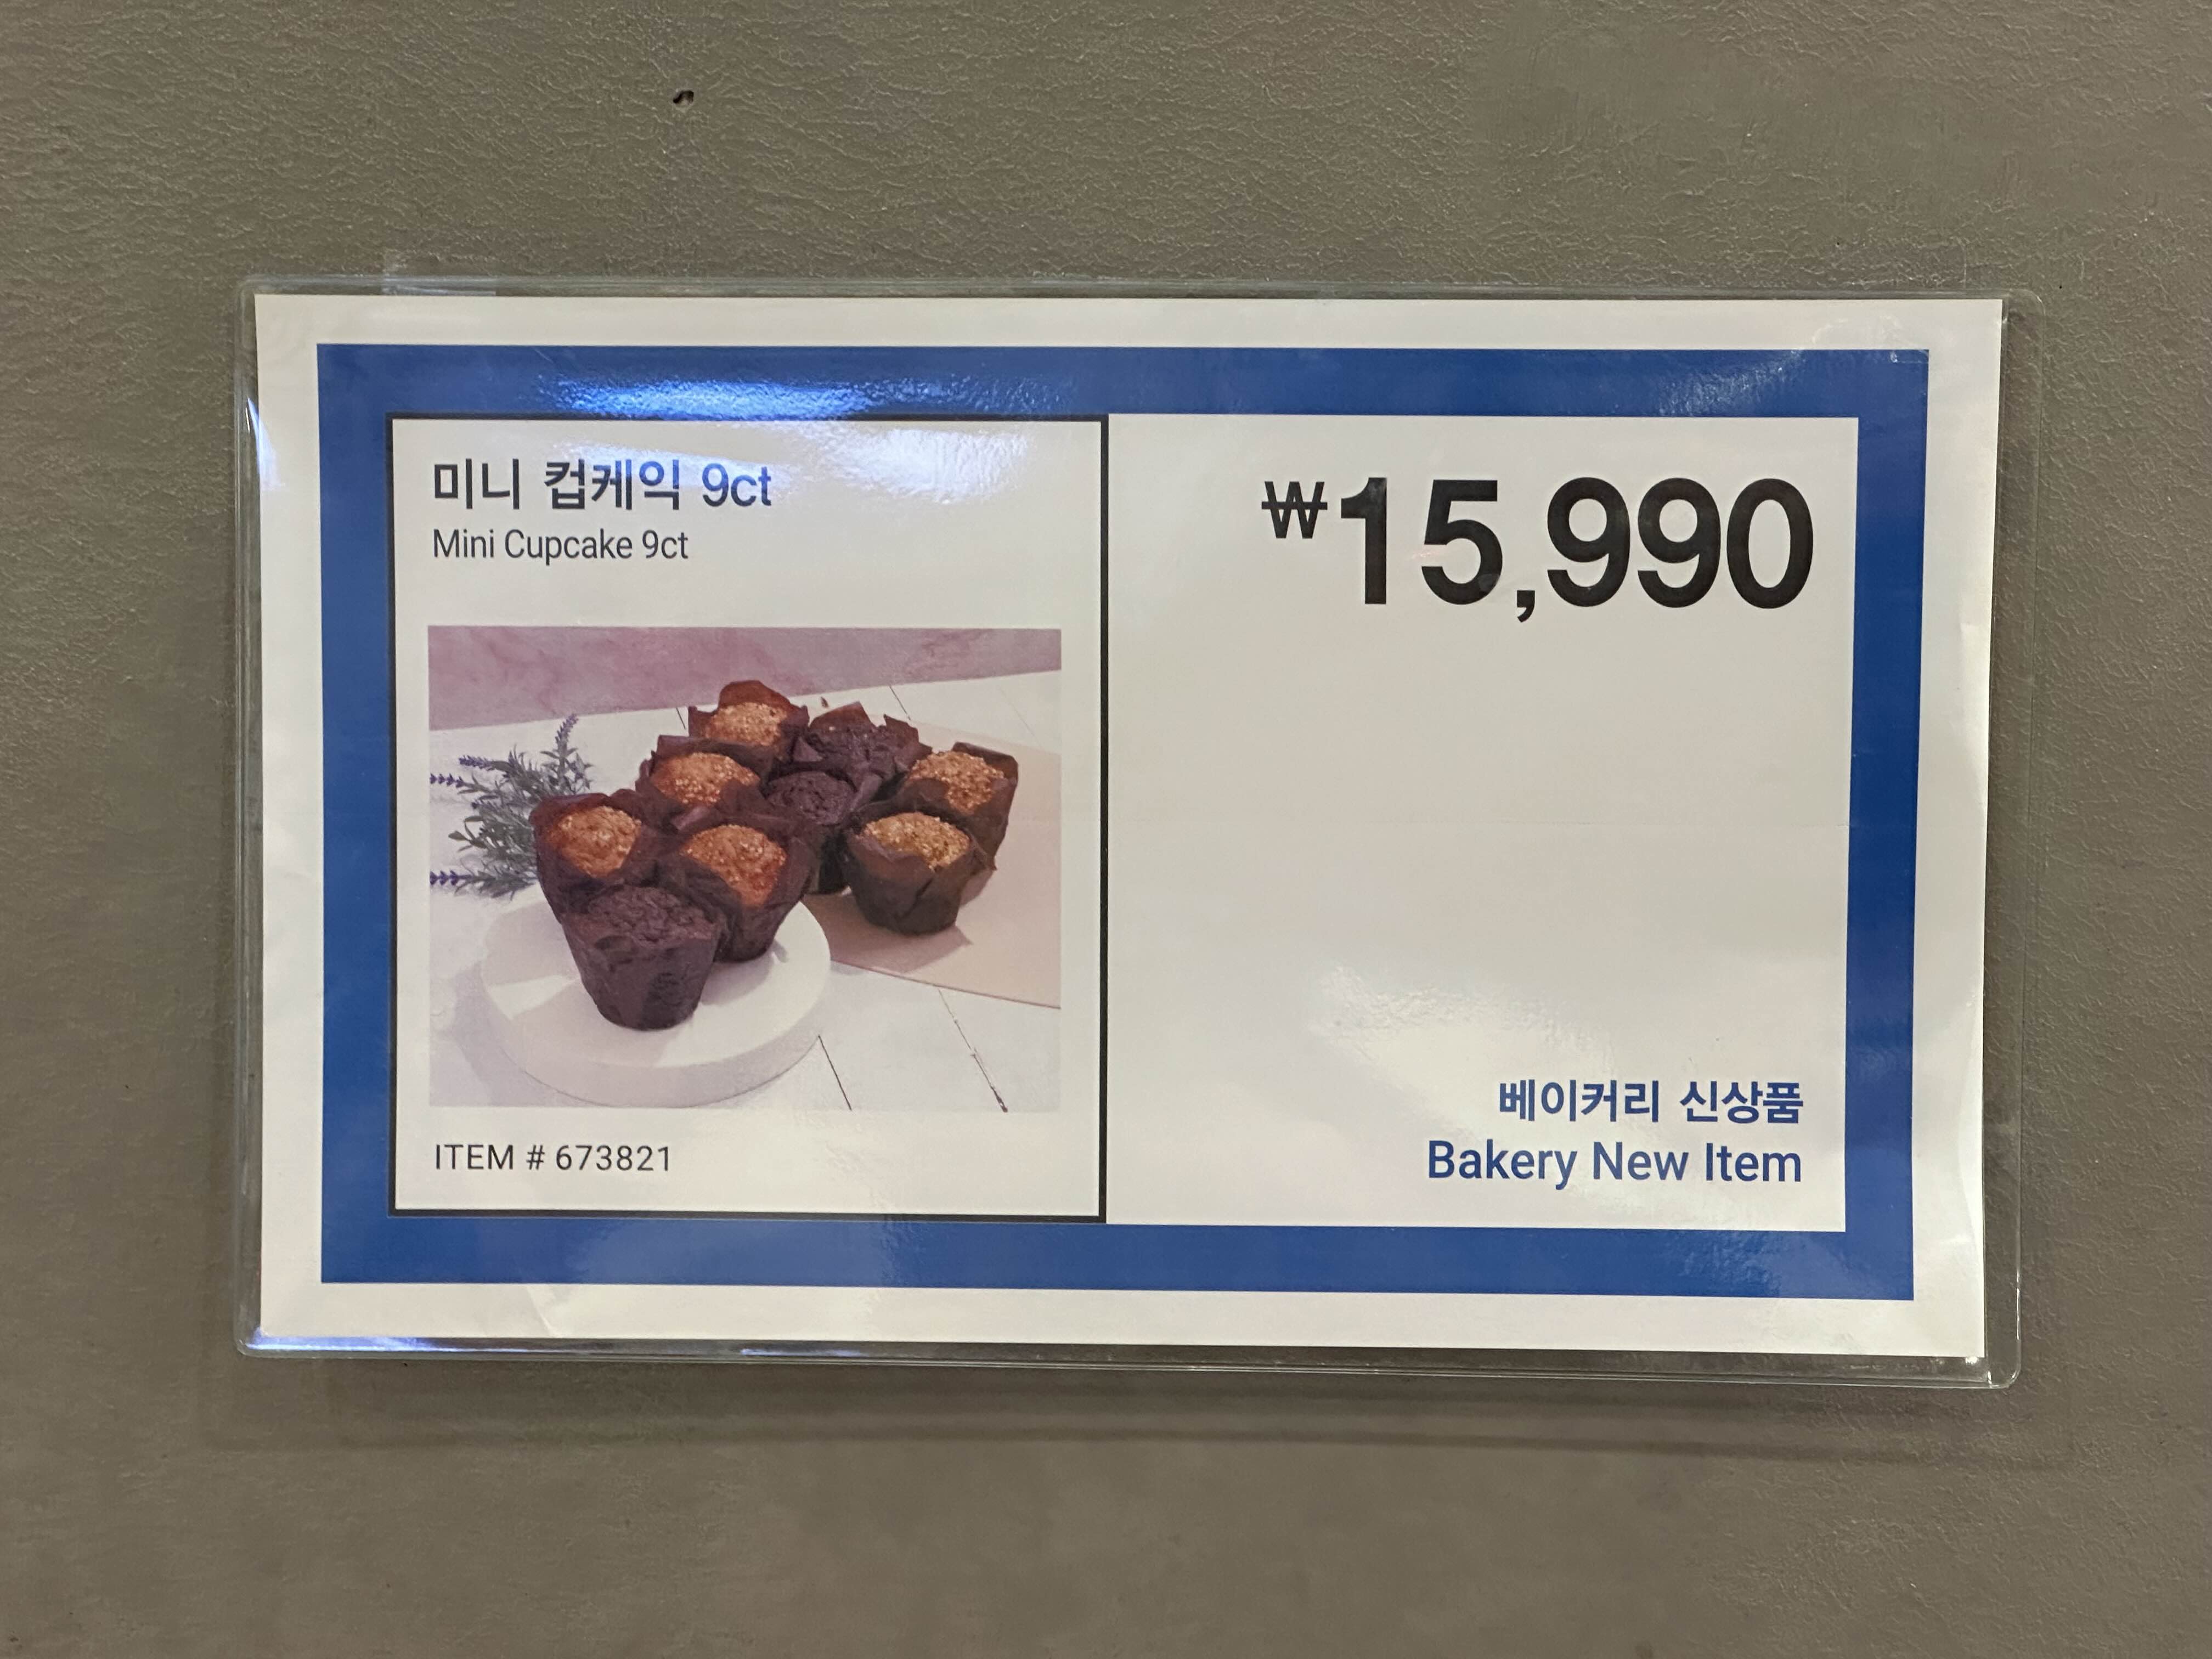 미니 컵케익 9ct
Mini Cupcake 9ct
ITEM # 673821
₩15,990
베이커리 신상품
Bakery New Item